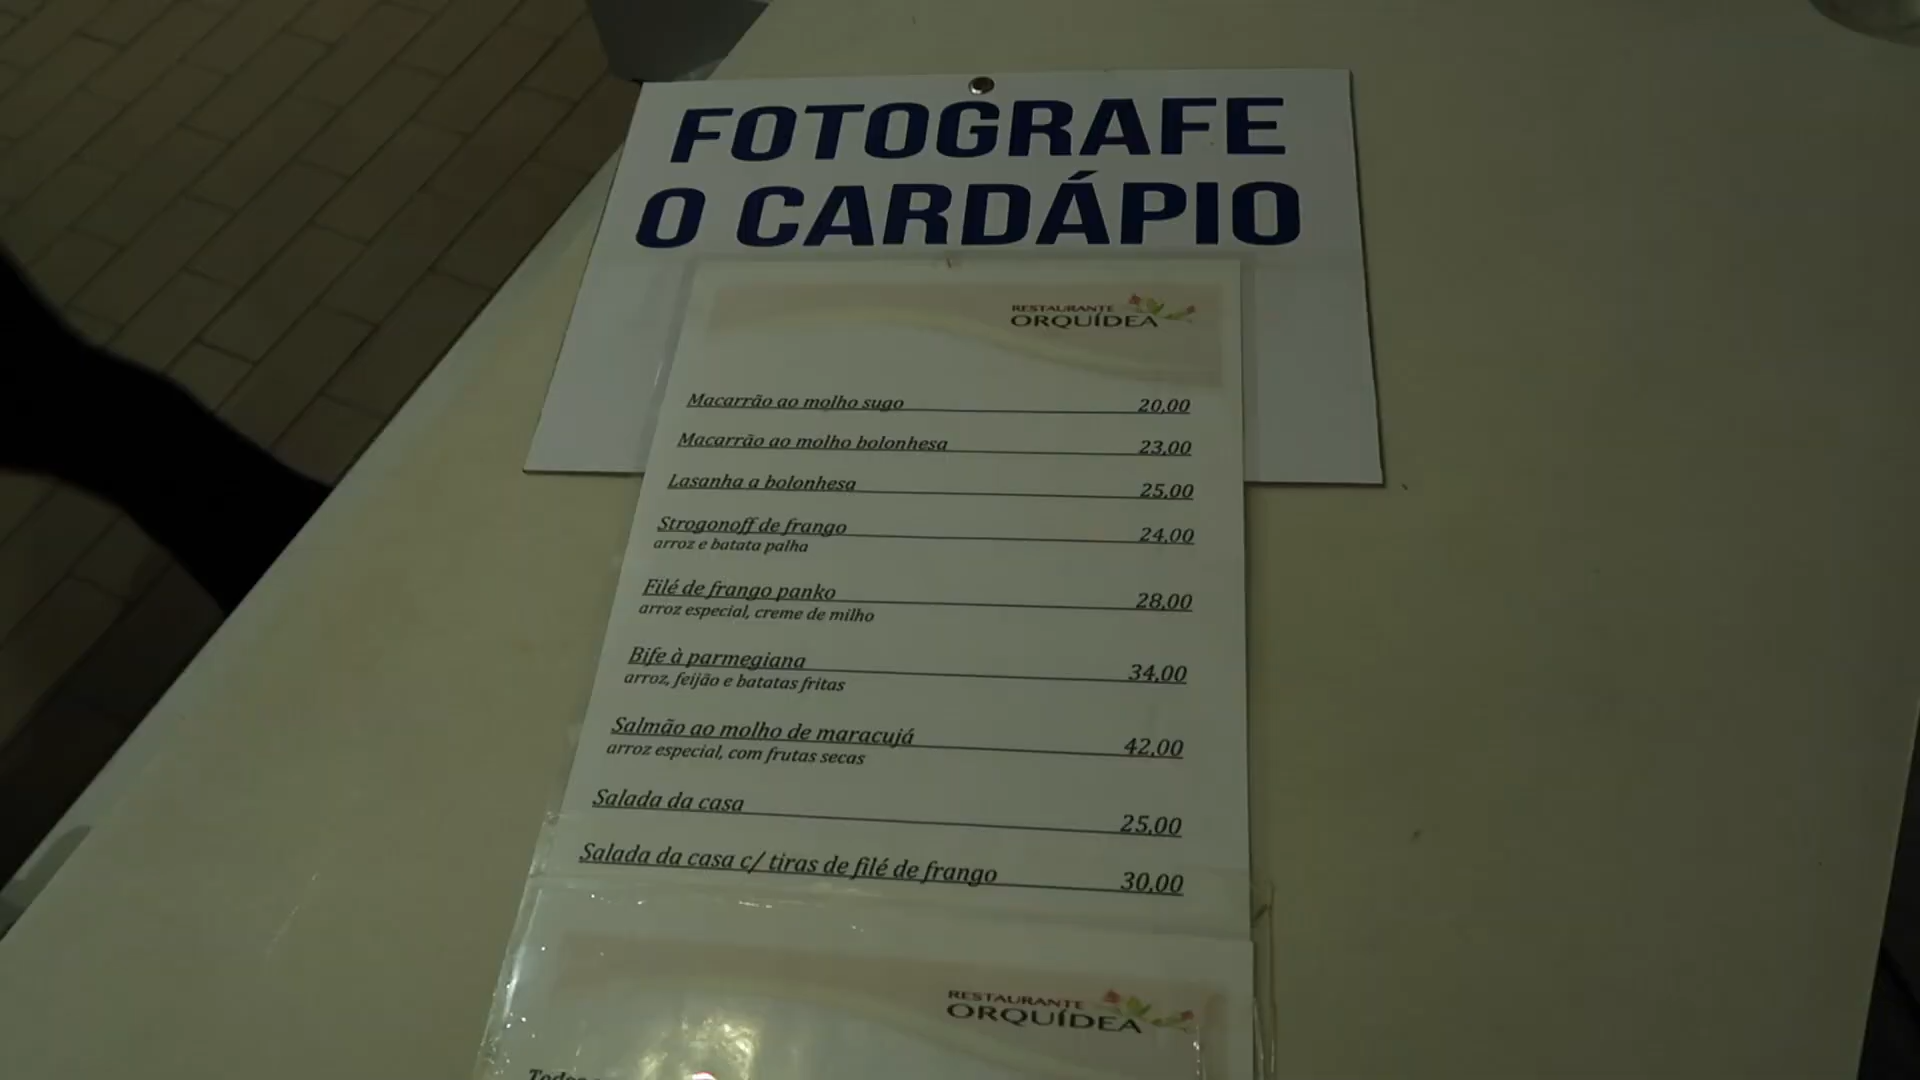 FOTOGRAFE
O CARDÁPIO
RESTAURANTE
ORQUÍDEA
Macarrão ao molho sugo 20,00
Macarrão ao molho bolonhesa 23,00
Lasanha a bolonhesa 25,00
Strogonoff de frango 24,00
arroz e batata palha
Filé de frango panko 28,00
arroz especial, creme de milho
Bife à parmegiana 34,00
arroz, feijão e batatas fritas
Salmão ao molho de maracujá 42,00
arroz especial, com frutas secas
Salada da casa 25,00
Salada da casa c/ tiras de filé de frango 30,00
RESTAURANTE
ORQUÍDEA